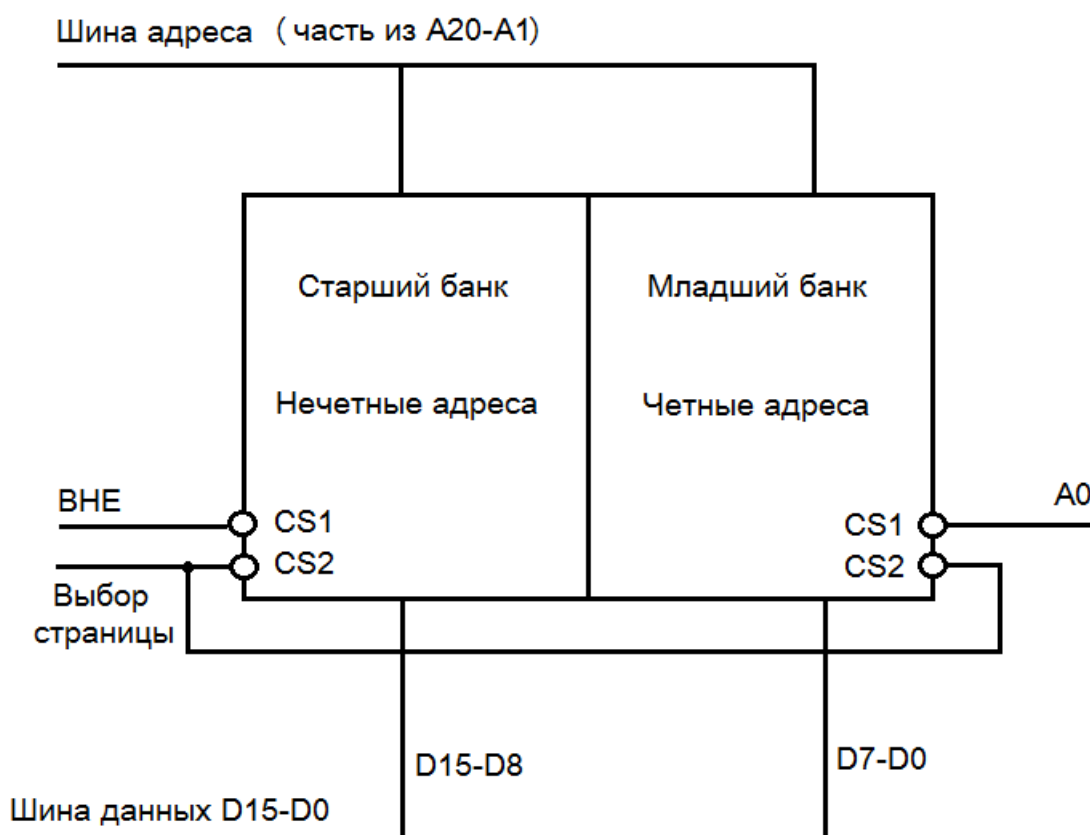 Шина адреса ( часть из A20-A1)
Старший банк
Младший банк
Нечетные адреса
Четные адреса
BHE
CS1
CS1
A0
CS2
CS2
Выбор
страницы
D15-D8
D7-D0
Шина данных D15-D0